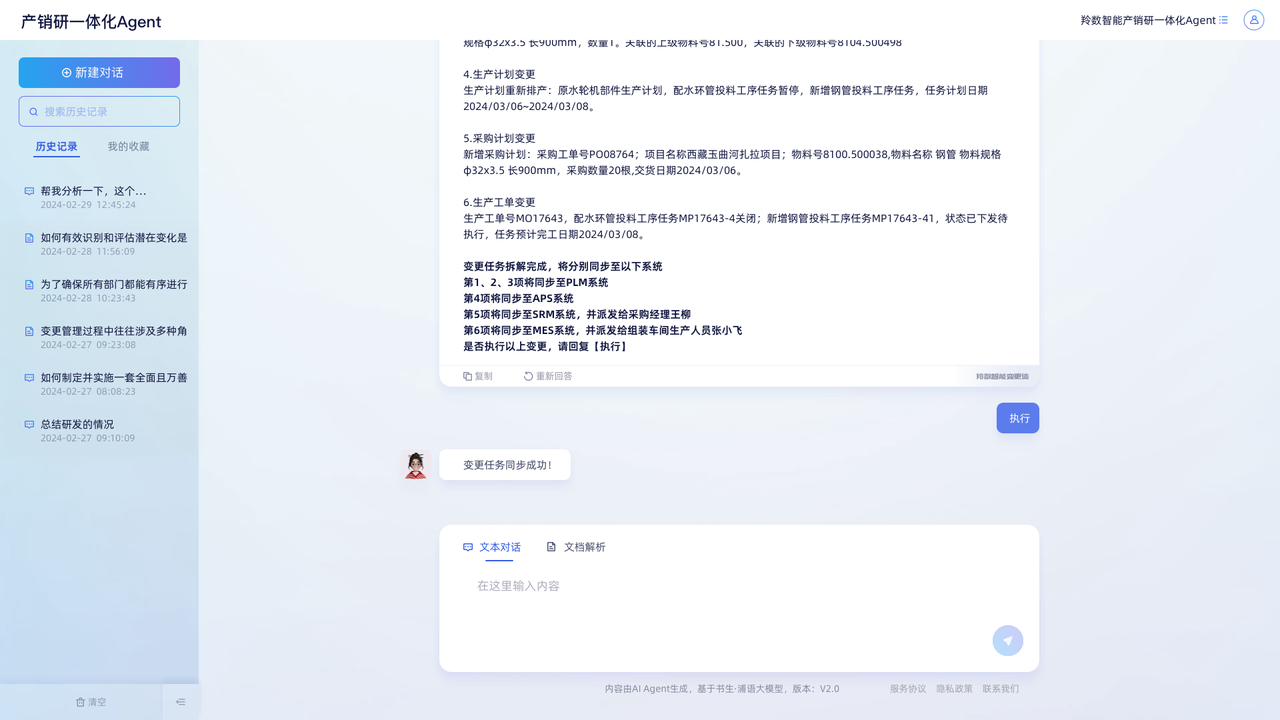 产销研一体化Agent
羚数智能产销研一体化Agent
新建对话
搜索历史记录
历史记录
我的收藏
帮我分析一下，这个...
2024-02-29 12:45:24
如何有效识别和评估潜在变化是
2024-02-28 11:56:09
为了确保所有部门都能有序进行
2024-02-28 10:23:43
变更管理过程中往往涉及多种角
2024-02-27 09:23:08
如何制定并实施一套全面且万善
2024-02-27 08:08:23
总结研发的情况
2024-02-27 09:10:09
清空
规格φ32x3.5 长900mm，数量1。关联的上级物料号81.500，关联的下级物料号8104.500498
4.生产计划变更
生产计划重新排产：原水轮机部件生产计划，配水环管投料工序任务暂停，新增钢管投料工序任务，任务计划日期
2024/03/06~2024/03/08。
5.采购计划变更
新增采购计划：采购工单号PO08764；项目名称西藏玉曲河扎拉项目；物料号8100.500038,物料名称 钢管 物料规格
φ32x3.5 长900mm，采购数量20根,交货日期2024/03/06。
6.生产工单变更
生产工单号MO17643，配水环管投料工序任务MP17643-4关闭；新增钢管投料工序任务MP17643-41，状态已下发待
执行，任务预计完工日期2024/03/08。
变更任务拆解完成，将分别同步至以下系统
第1、2、3项将同步至PLM系统
第4项将同步至APS系统
第5项将同步至SRM系统，并派发给采购经理王柳
第6项将同步至MES系统，并派发给组装车间生产人员张小飞
是否执行以上变更，请回复【执行】
复制
重新回答
执行
变更任务同步成功！
文本对话
文档解析
在这里输入内容
内容由AI Agent生成，基于书生·浦语大模型，版本：V2.0
服务协议
隐私政策
联系我们